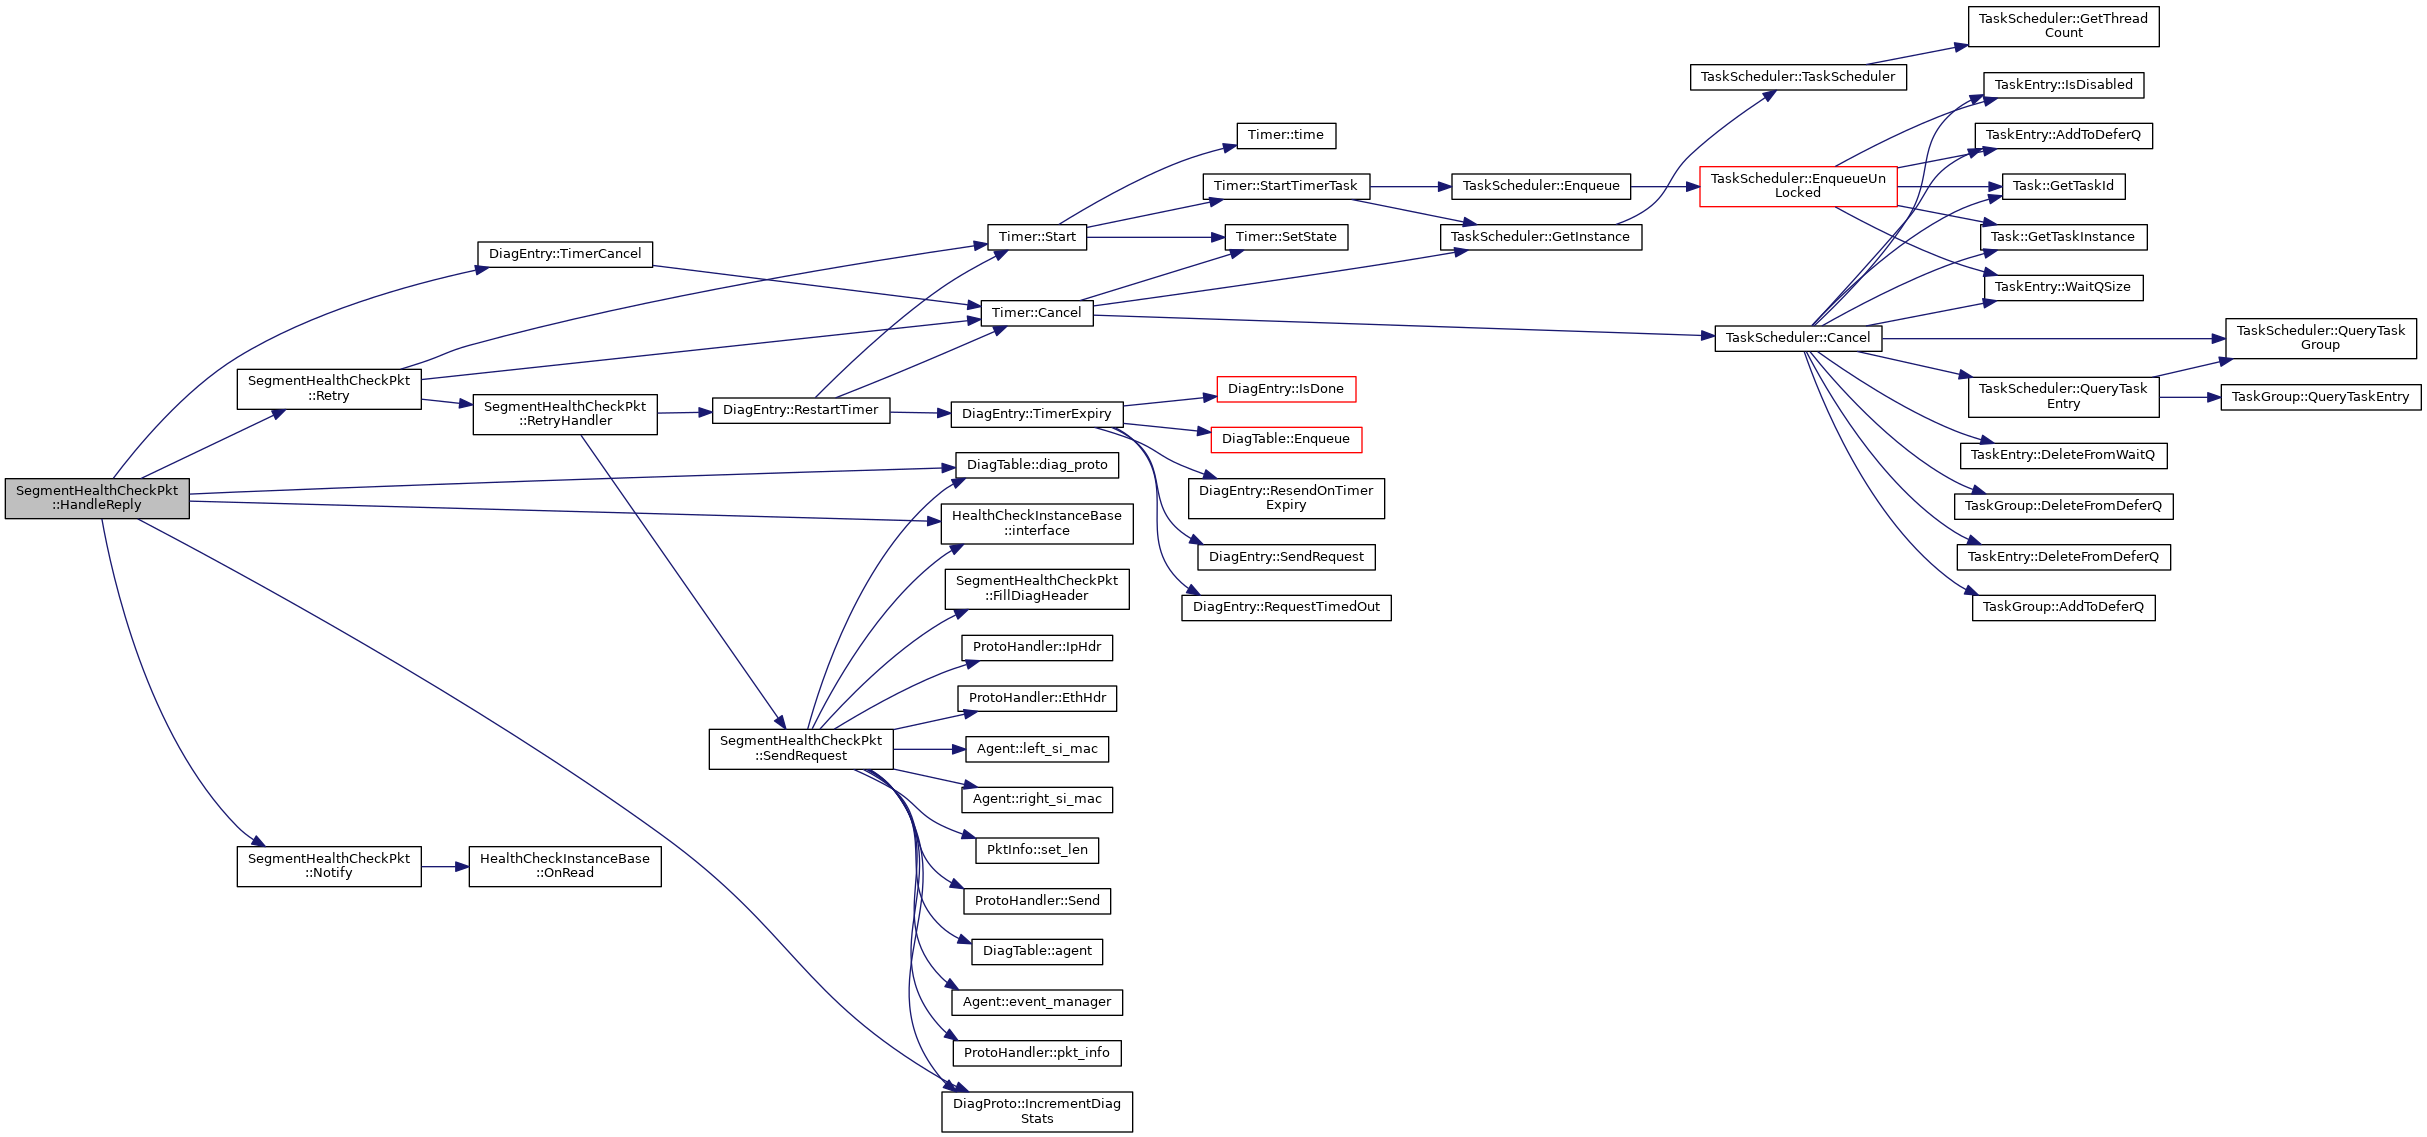 SegmentHealthCheckPkt
::HandleReply
DiagEntry::TimerCancel
SegmentHealthCheckPkt
::Retry
SegmentHealthCheckPkt
::Notify
SegmentHealthCheckPkt
::RetryHandler
HealthCheckInstanceBase
::OnRead
DiagEntry::RestartTimer
SegmentHealthCheckPkt
::SendRequest
Timer::Start
Timer::Cancel
DiagEntry::TimerExpiry
DiagTable::diag_proto
HealthCheckInstanceBase
::interface
SegmentHealthCheckPkt
::FillDiagHeader
ProtoHandler::IpHdr
ProtoHandler::EthHdr
Agent::left_si_mac
Agent::right_si_mac
PktInfo::set_len
ProtoHandler::Send
DiagTable::agent
Agent::event_manager
ProtoHandler::pkt_info
DiagProto::IncrementDiag
Stats
Timer::time
Timer::StartTimerTask
Timer::SetState
DiagEntry::IsDone
DiagTable::Enqueue
DiagEntry::ResendOnTimer
Expiry
DiagEntry::SendRequest
DiagEntry::RequestTimedOut
TaskScheduler::Enqueue
TaskScheduler::GetInstance
TaskScheduler::TaskScheduler
TaskScheduler::EnqueueUn
Locked
TaskScheduler::Cancel
TaskScheduler::GetThread
Count
TaskEntry::IsDisabled
TaskEntry::AddToDeferQ
Task::GetTaskId
Task::GetTaskInstance
TaskEntry::WaitQSize
TaskScheduler::QueryTask
Entry
TaskEntry::DeleteFromWaitQ
TaskGroup::DeleteFromDeferQ
TaskEntry::DeleteFromDeferQ
TaskGroup::AddToDeferQ
TaskScheduler::QueryTask
Group
TaskGroup::QueryTaskEntry